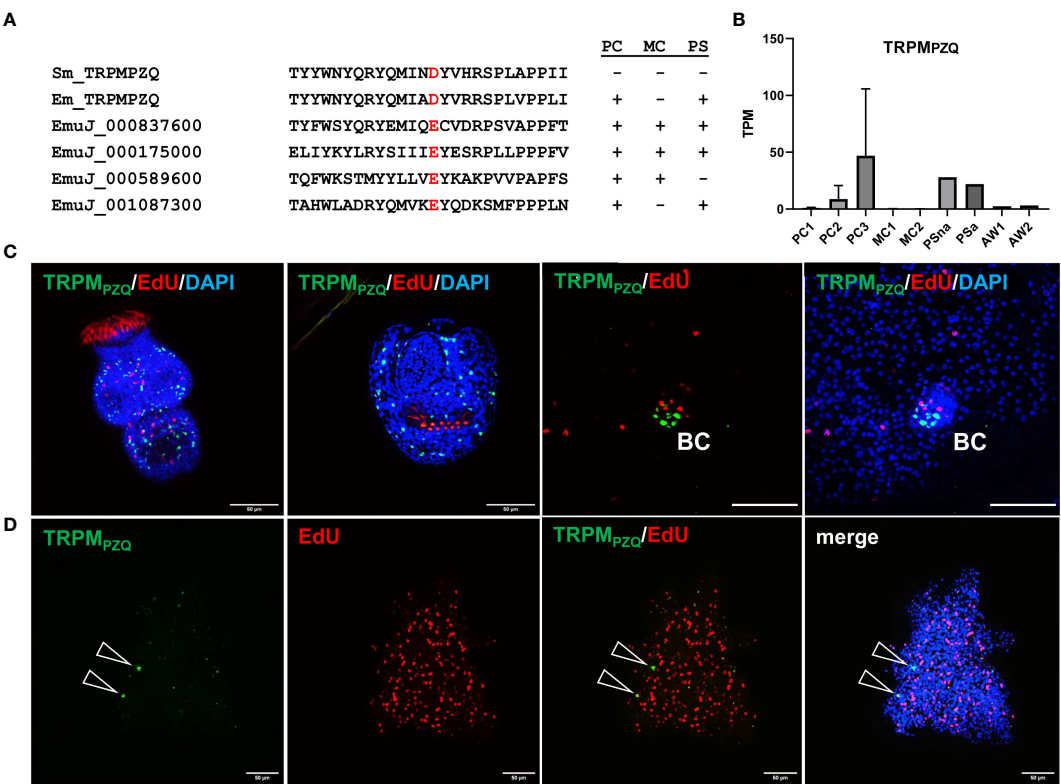 A
PC MC PS
Sm_TRPMPZQ TYYWNYQRYQMINDYVHRSPLAPPII - - -
Em_TRPMPZQ TYYWNYQRYQMIADYVRRSPLVPPLI + - +
EmuJ_000837600 TYFWSYQRYEMIQECVDRPSVAPPFT + + +
EmuJ_000175000 ELIYKYLRYSIIIEYESRPLLPPPFV + + +
EmuJ_000589600 TQFWKSTMYYLLVEYKAKPVVPAPFS + + -
EmuJ_001087300 TAHWLADRYQMVKEYQDKSMFPPPLN + - +
B
TRPMPZQ
TPM
150
100
50
0
PC1 PC2 PC3 MC1 MC2 PSna PSa AW1 AW2
C
TRPMPZQ/EdU/DAPI
50 µm
TRPMPZQ/EdU/DAPI
50 µm
TRPMPZQ/EdU
BC
TRPMPZQ/EdU/DAPI
BC
D
TRPMPZQ
50 µm
EdU
50 µm
TRPMPZQ/EdU
50 µm
merge
50 µm